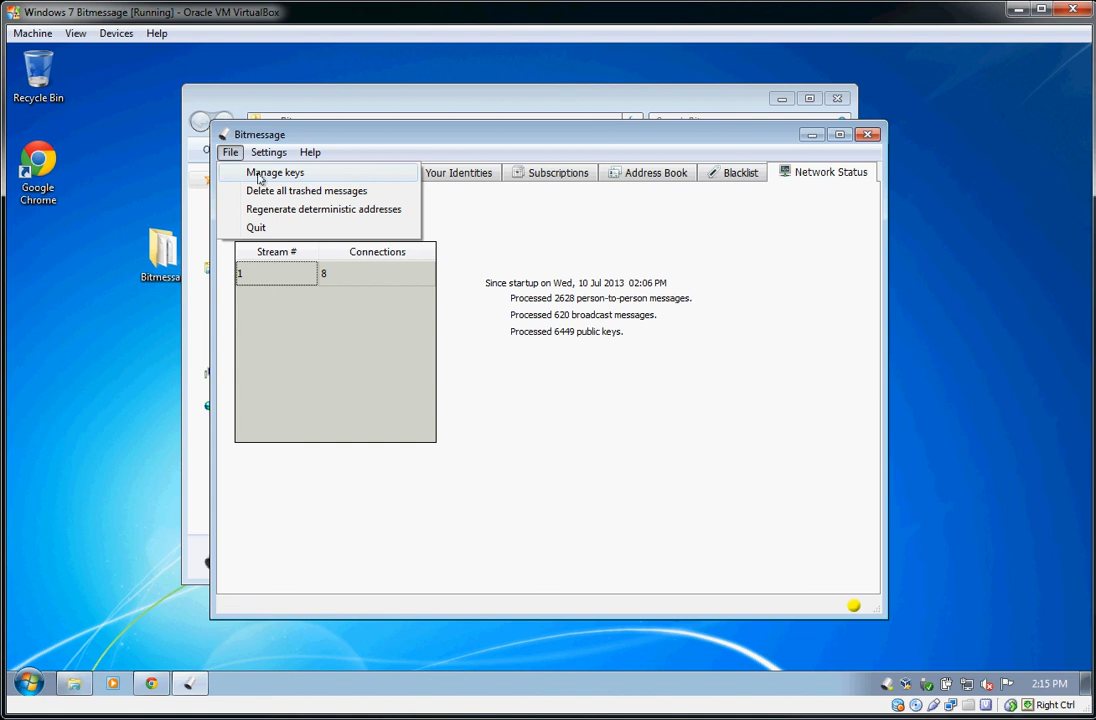 Windows 7 Bitmessage [Running] - Oracle VM VirtualBox
Machine View Devices Help
Recycle Bin
Google
Chrome
Bitmessa
Bitmessage
File Settings Help
Manage keys
Delete all trashed messages
Regenerate deterministic addresses
Quit
Your Identities Subscriptions Address Book Blacklist Network Status
Stream # Connections
1 8
Since startup on Wed, 10 Jul 2013 02:06 PM
Processed 2628 person-to-person messages.
Processed 620 broadcast messages.
Processed 6449 public keys.
2:15 PM
Right Ctrl